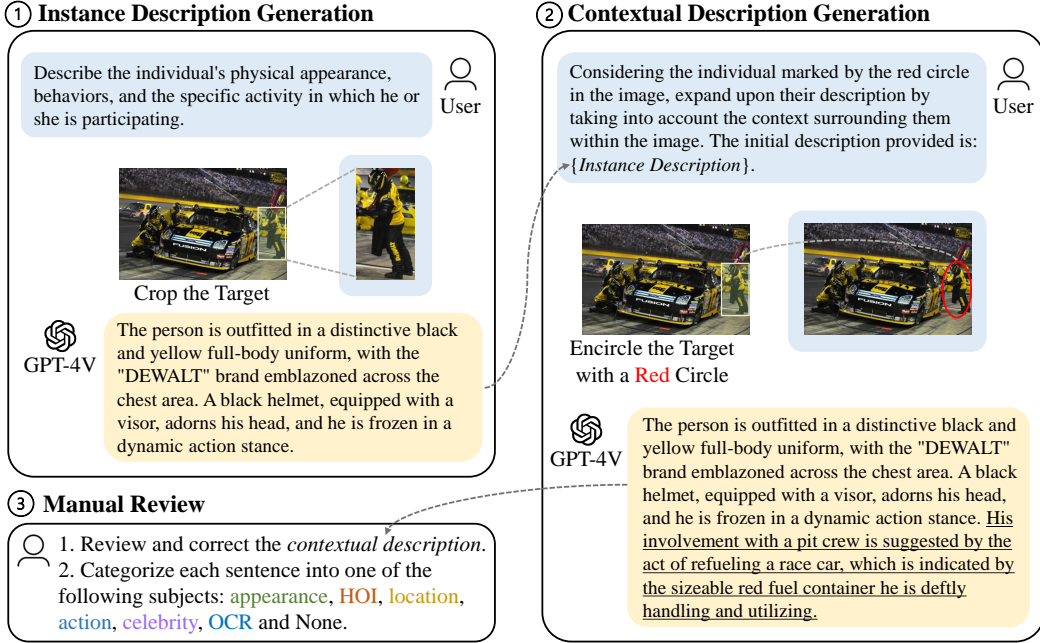 ① Instance Description Generation
Describe the individual's physical appearance,
behaviors, and the specific activity in which he or
she is participating.
User
FUSION
Crop the Target
GPT-4V
The person is outfitted in a distinctive black
and yellow full-body uniform, with the
"DEWALT" brand emblazoned across the
chest area. A black helmet, equipped with a
visor, adorns his head, and he is frozen in a
dynamic action stance.
② Contextual Description Generation
Considering the individual marked by the red circle
in the image, expand upon their description by
taking into account the context surrounding them
within the image. The initial description provided is:
{Instance Description}.
User
FUSION
FUSION
Encircle the Target
with a Red Circle
GPT-4V
The person is outfitted in a distinctive black and
yellow full-body uniform, with the "DEWALT"
brand emblazoned across the chest area. A black
helmet, equipped with a visor, adorns his head,
and he is frozen in a dynamic action stance. His
involvement with a pit crew is suggested by the
act of refueling a race car, which is indicated by
the sizeable red fuel container he is deftly
handling and utilizing.
③ Manual Review
1. Review and correct the contextual description.
2. Categorize each sentence into one of the
following subjects: appearance, HOI, location,
action, celebrity, OCR and None.